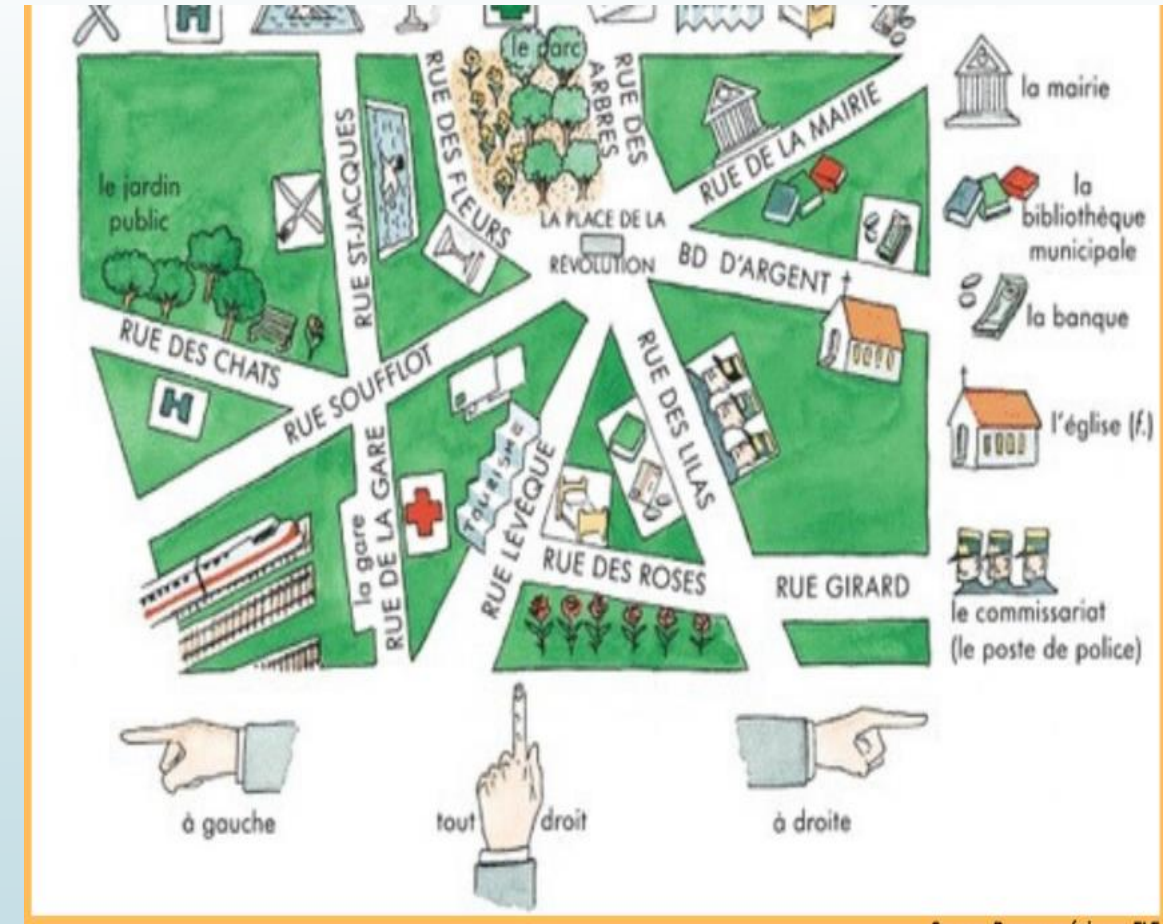 le parc
RUE DES FLEURS
RUE DES
ARBRES
RUE ST-JACQUES
RUE DE LA MAIRIE
la mairie
le jardin
public
LA PLACE DE LA
RÉVOLUTION
BD D'ARGENT
la
bibliothèque
municipale
la banque
RUE DES CHATS
RUE SOUFFLOT
RUE DES LILAS
H
H
l'église (f.)
TOURISME
la gare
RUE DE LA GARE
RUE LÉVÊQUE
RUE DES ROSES
RUE GIRARD
le commissariat
(le poste de police)
à gauche
tout droit
à droite